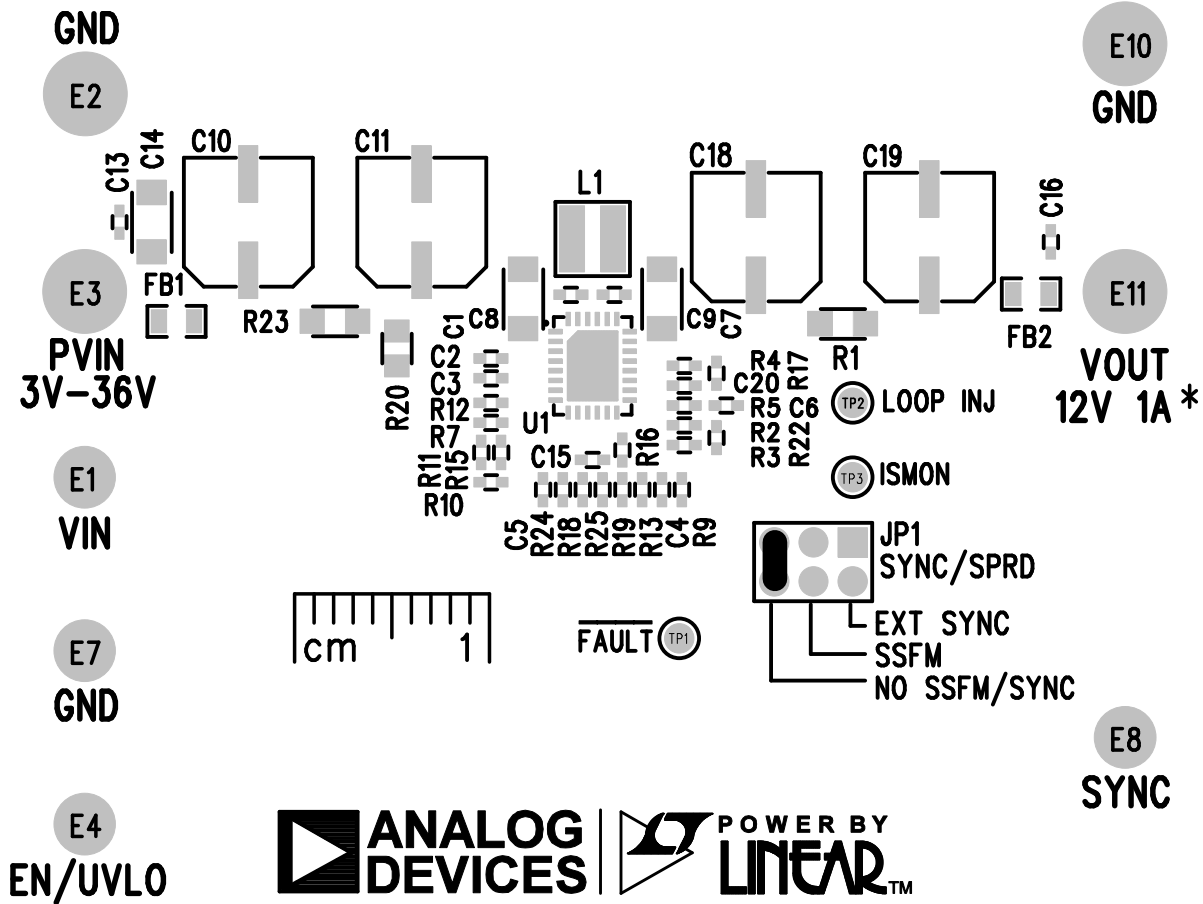 GND
E2
E10
GND
C13
C14
C10
C11
L1
C18
C19
C16
E3
PVIN
3V-36V
FB1
R23
R20
C1
C8
C9
C7
R1
FB2
E11
VOUT
12V 1A*
C2
C3
R12
R7
R11
R15
R10
U1
C15
R16
R4
R17
C20
R5
C6
R2
R22
R3
TP2
LOOP INJ
TP3
ISMON
E1
VIN
C5
R24
R18
R25
R19
R13
C4
R9
JP1
SYNC/SPRD
EXT SYNC
SSFM
NO SSFM/SYNC
cm 1
FAULT
TP1
E7
GND
E8
SYNC
E4
EN/UVLO
ANALOG
DEVICES
POWER BY
LINEAR™